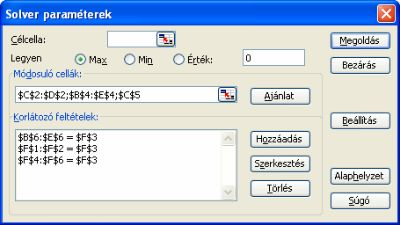 Solver paraméterek
Célcella:
Megoldás
Legyen
Max
Min
Érték:
0
Bezárás
Módosuló cellák:
$C$2:$D$2;$B$4:$E$4;$C$5
Ajánlat
Korlátozó feltételek:
$B$6:$E$6 = $F$3
$F$1:$F$2 = $F$3
$F$4:$F$6 = $F$3
Hozzáadás
Szerkesztés
Törlés
Beállítás
Alaphelyzet
Súgó